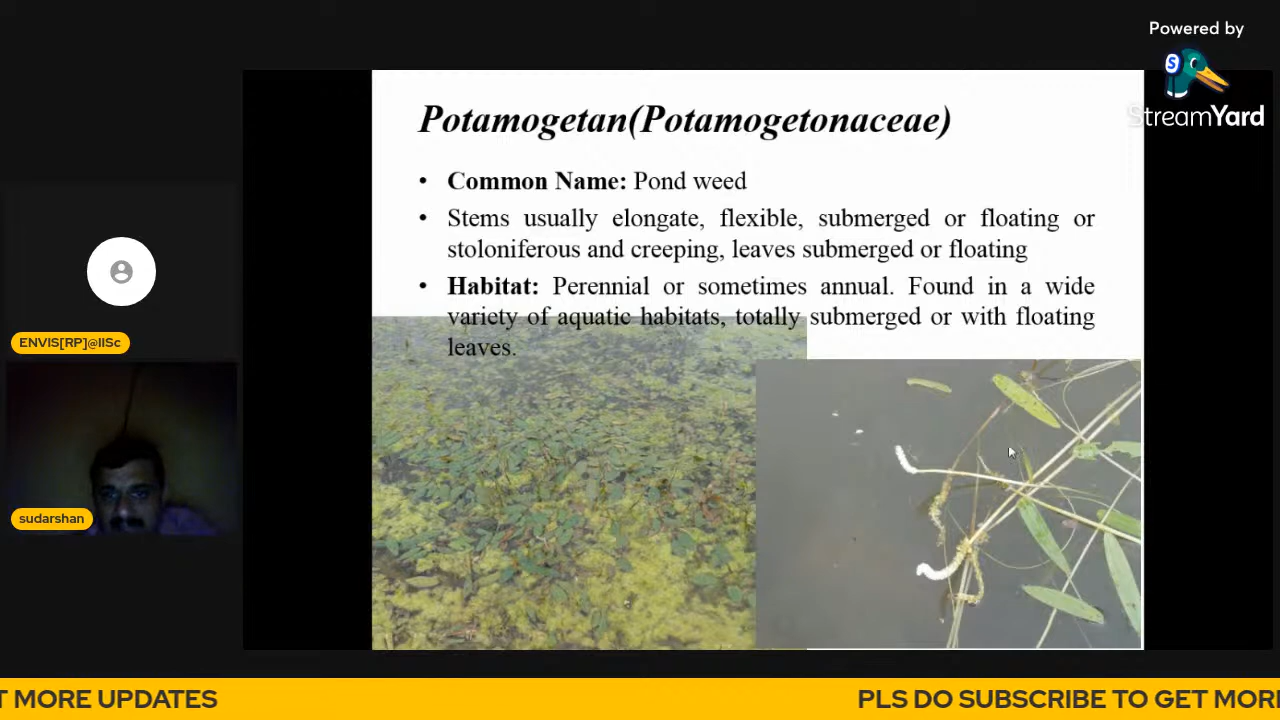 Powered by
StreamYard
Potamogetan(Potamogetonaceae)
• Common Name: Pond weed
• Stems usually elongate, flexible, submerged or floating or
stoloniferous and creeping, leaves submerged or floating
• Habitat: Perennial or sometimes annual. Found in a wide
variety of aquatic habitats, totally submerged or with floating
leaves.
ENVIS[RP]@IISc
sudarshan
T MORE UPDATES
PLS DO SUBSCRIBE TO GET MOR